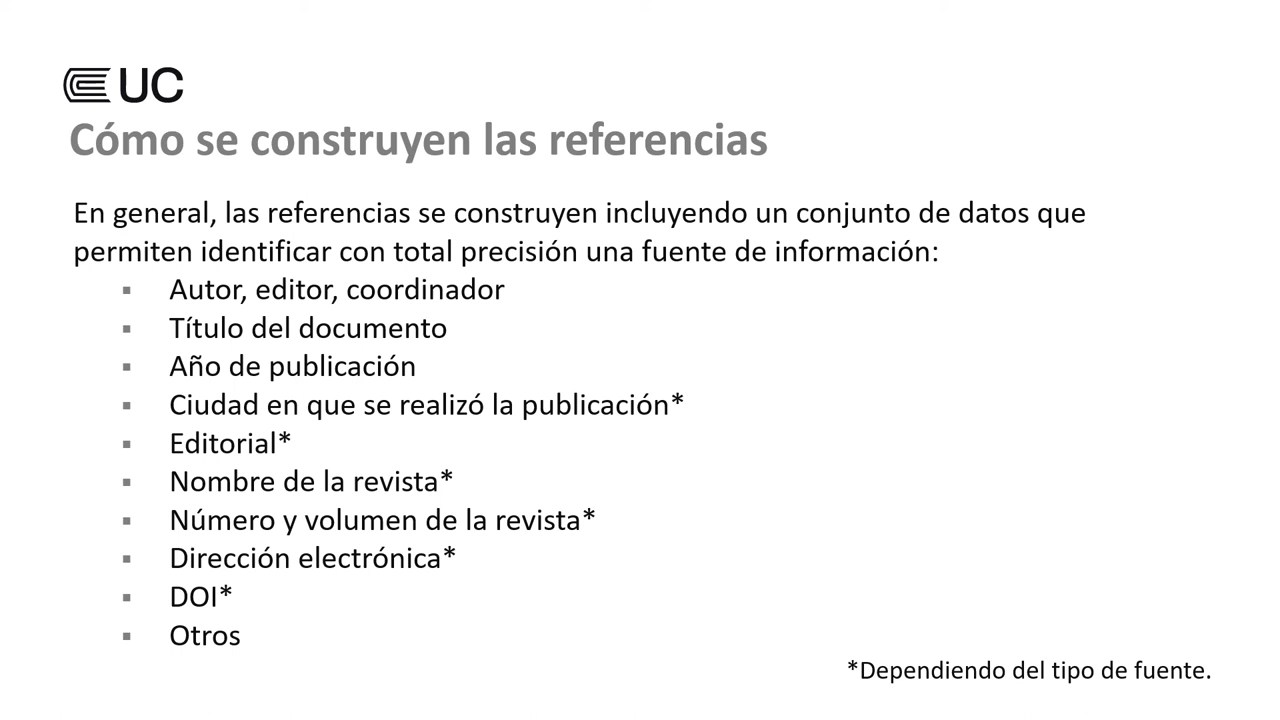 UC
Cómo se construyen las referencias
En general, las referencias se construyen incluyendo un conjunto de datos que
permiten identificar con total precisión una fuente de información:
▪ Autor, editor, coordinador
▪ Título del documento
▪ Año de publicación
▪ Ciudad en que se realizó la publicación*
▪ Editorial*
▪ Nombre de la revista*
▪ Número y volumen de la revista*
▪ Dirección electrónica*
▪ DOI*
▪ Otros
*Dependiendo del tipo de fuente.